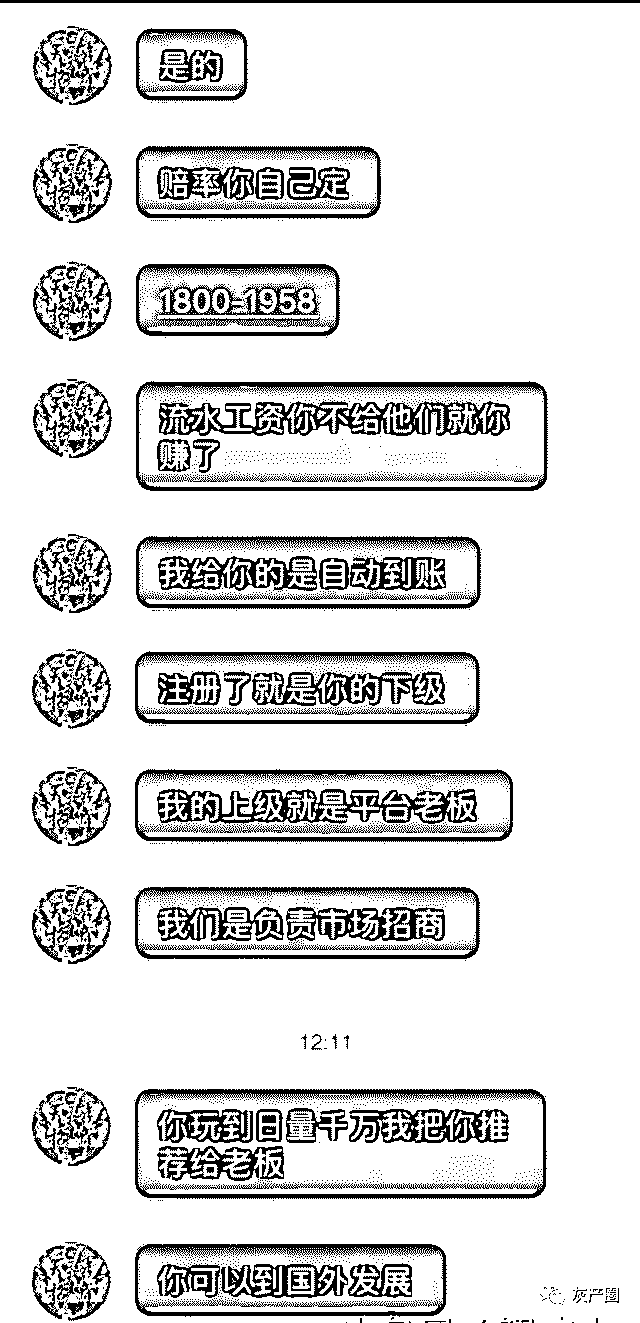 是的
赔率你自己定
1800-1958
流水工资你不给他们就你
赚了
我给你的是自动到账
注册了就是你的下级
我的上级就是平台老板
我们是负责市场招商
12:11
你玩到日量千万我把你推
荐给老板
你可以到国外发展
灰产圈